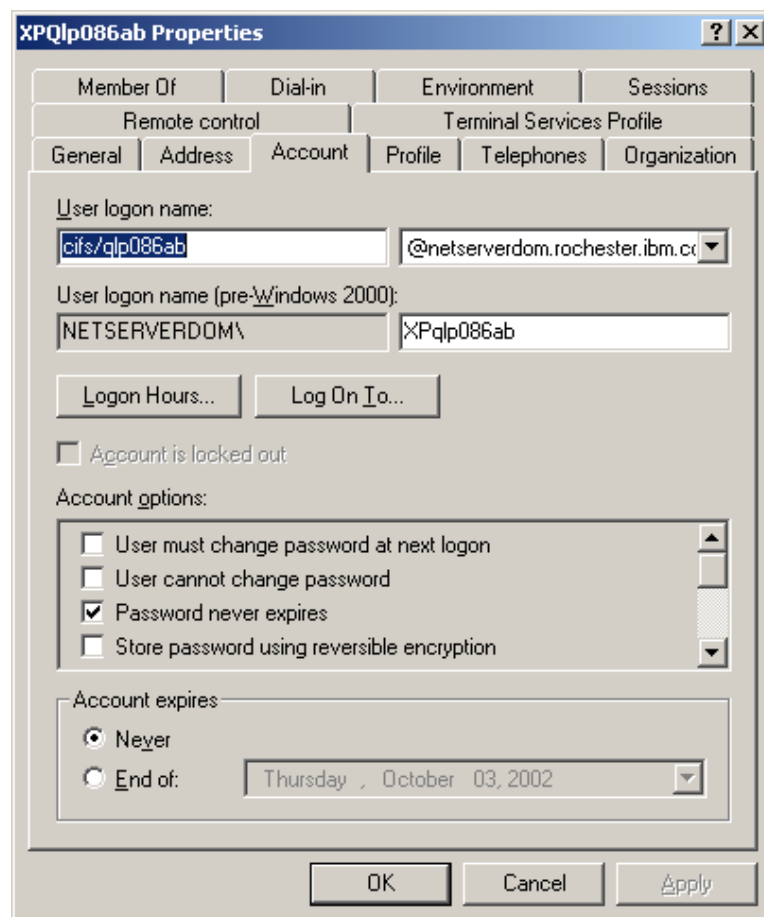 XPQlp086ab Properties
Member Of Dial-in Environment Sessions
Remote control Terminal Services Profile
General Address Account Profile Telephones Organization
User logon name:
cifs/qlp086ab @netserverdom.rochester.ibm.cc
User logon name (pre-Windows 2000):
NETSERVERDOM\ XPqlp086ab
Logon Hours... Log On To...
Account is locked out
Account options:
User must change password at next logon
User cannot change password
Password never expires
Store password using reversible encryption
Account expires
Never
End of: Thursday , October 03, 2002
OK Cancel Apply